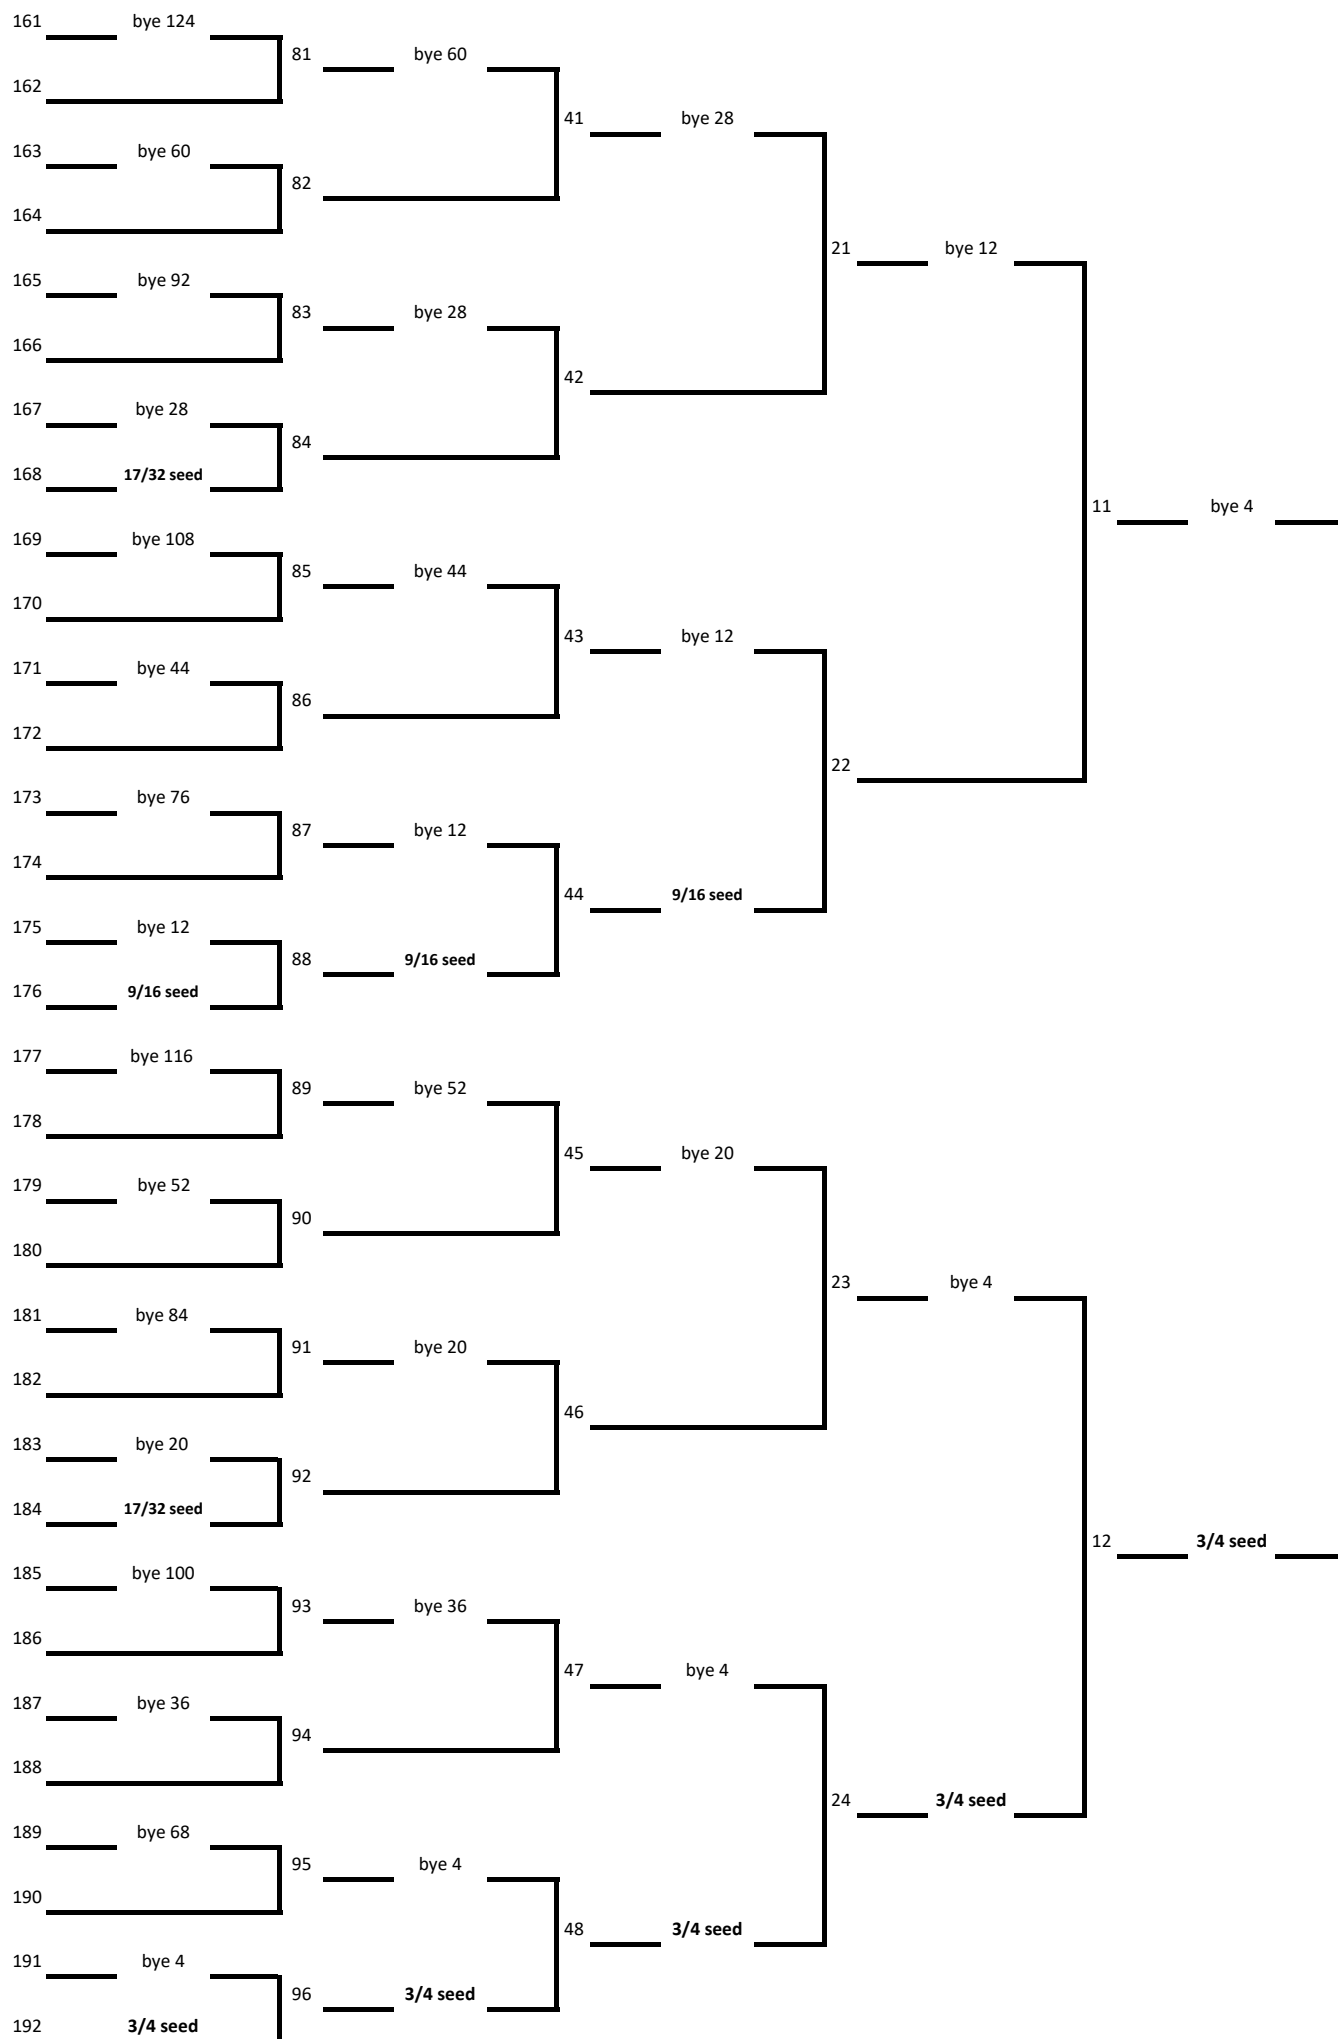 161 bye 124
81 bye 60
162
41 bye 28
163 bye 60
82
164
21 bye 12
165 bye 92
83 bye 28
166
42
167 bye 28
84
168 17/32 seed
11 bye 4
169 bye 108
85 bye 44
170
43 bye 12
171 bye 44
86
172
22
173 bye 76
87 bye 12
174
44 9/16 seed
175 bye 12
88 9/16 seed
176 9/16 seed
177 bye 116
89 bye 52
178
45 bye 20
179 bye 52
90
180
23 bye 4
181 bye 84
91 bye 20
182
46
183 bye 20
92
184 17/32 seed
12 3/4 seed
185 bye 100
93 bye 36
186
47 bye 4
187 bye 36
94
188
24 3/4 seed
189 bye 68
95 bye 4
190
48 3/4 seed
191 bye 4
96 3/4 seed
192 3/4 seed